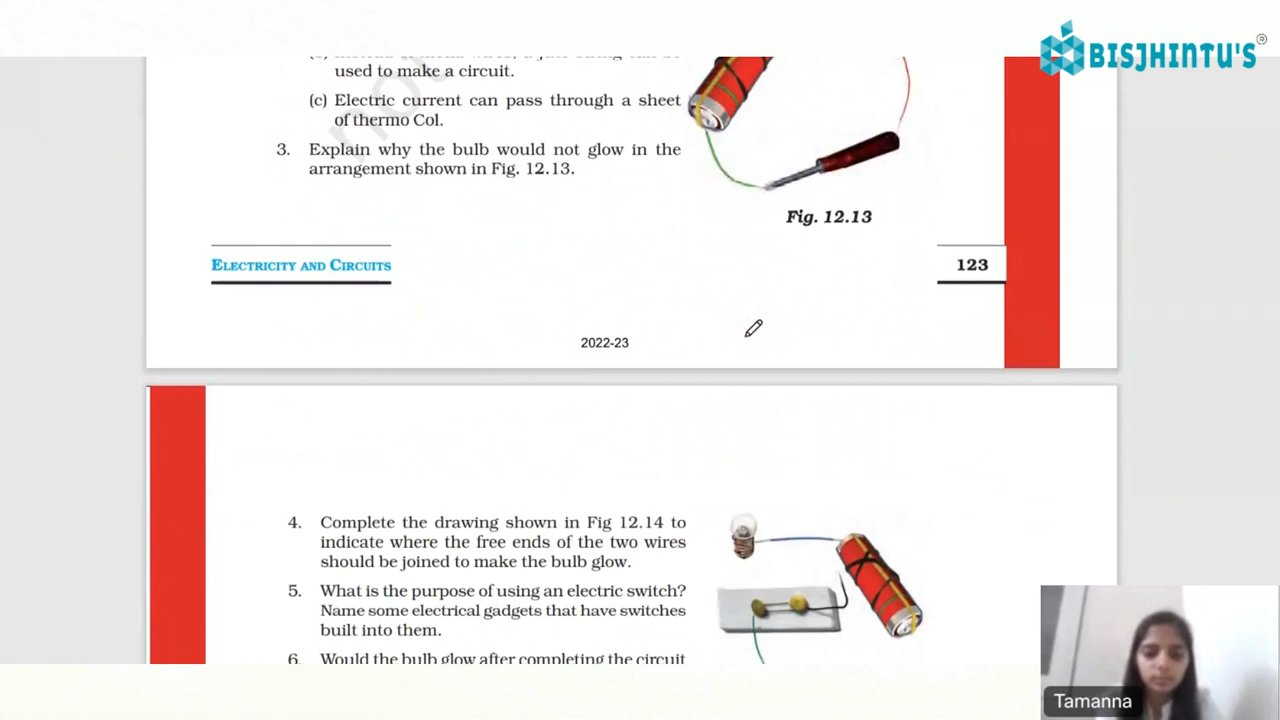 BISJHINTU'S®
used to make a circuit.
(c) Electric current can pass through a sheet
of thermo Col.
3. Explain why the bulb would not glow in the
arrangement shown in Fig. 12.13.
Fig. 12.13
ELECTRICITY AND CIRCUITS
123
2022-23
4. Complete the drawing shown in Fig 12.14 to
indicate where the free ends of the two wires
should be joined to make the bulb glow.
5. What is the purpose of using an electric switch?
Name some electrical gadgets that have switches
built into them.
6. Would the bulb glow after completing the circuit
Tamanna